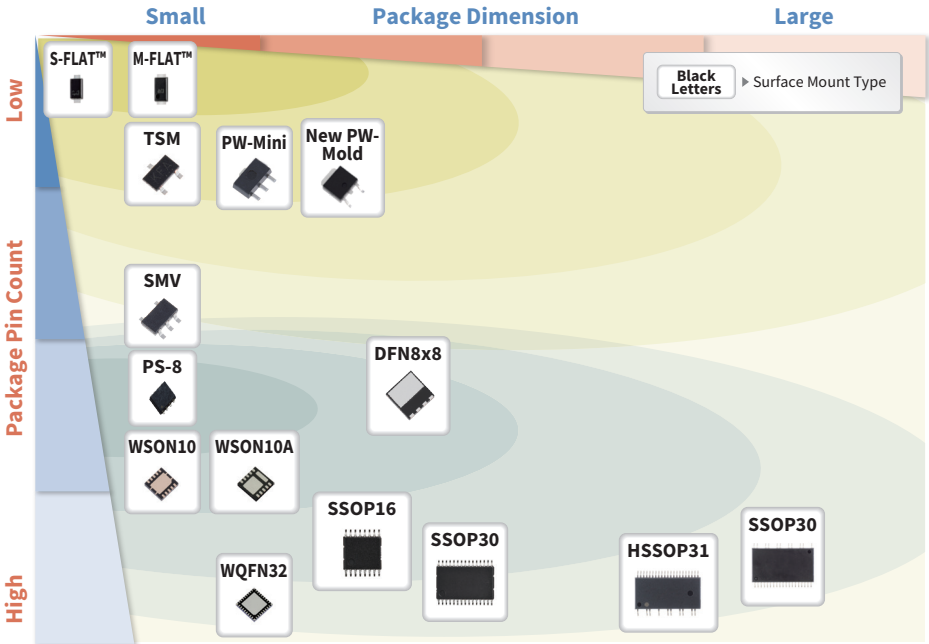 Small
Package Dimension
Large
Low
Package Pin Count
High
S-FLAT™
M-FLAT™
Black
Letters
Surface Mount Type
TSM
PW-Mini
New PW-
Mold
SMV
PS-8
DFN8x8
WSON10
WSON10A
SSOP16
SSOP30
HSSOP31
SSOP30
WQFN32